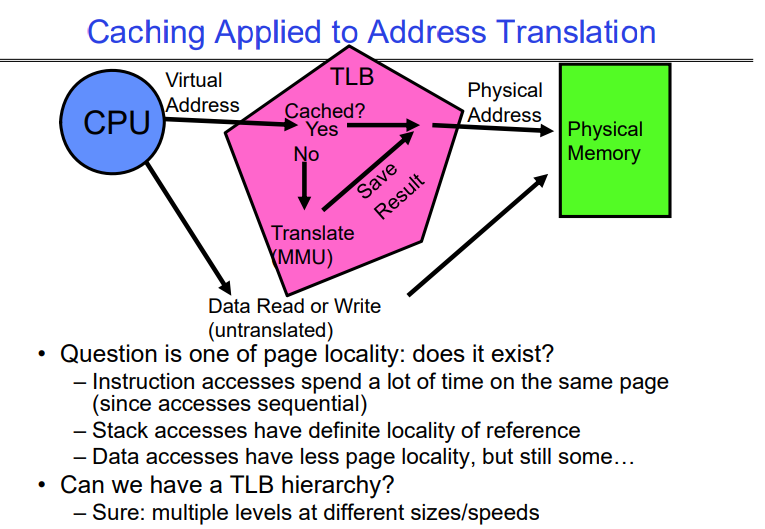 Caching Applied to Address Translation
Virtual
Address
TLB
Physical
Address
CPU
Cached?
Yes
No
Save
Result
Physical
Memory
Translate
(MMU)
Data Read or Write
(untranslated)
• Question is one of page locality: does it exist?
– Instruction accesses spend a lot of time on the same page
(since accesses sequential)
– Stack accesses have definite locality of reference
– Data accesses have less page locality, but still some…
• Can we have a TLB hierarchy?
– Sure: multiple levels at different sizes/speeds